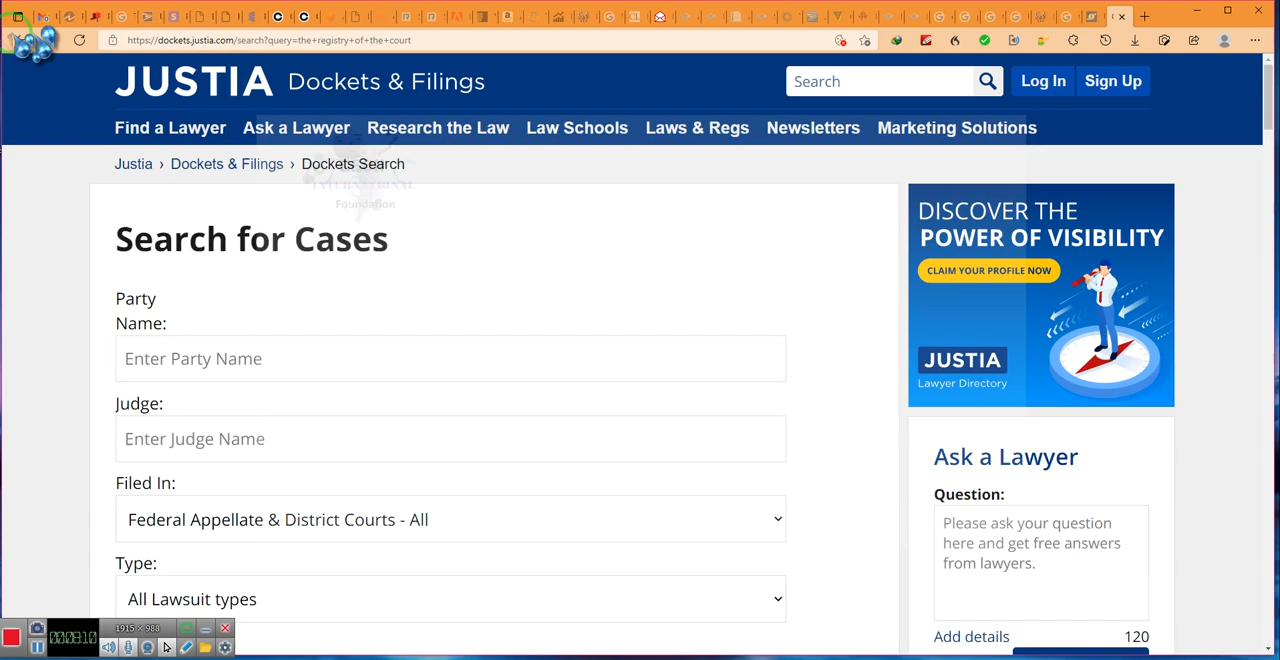 https://dockets.justia.com/search?query=the+registry+of+the+court
JUSTIA Dockets & Filings
Search
Log In
Sign Up
Find a Lawyer Ask a Lawyer Research the Law Law Schools Laws & Regs Newsletters Marketing Solutions
Justia › Dockets & Filings › Dockets Search
INTERNATIONAL
Foundation
Search for Cases
Party
Name:
Enter Party Name
Judge:
Enter Judge Name
Filed In:
Federal Appellate & District Courts - All
Type:
All Lawsuit types
DISCOVER THE
POWER OF VISIBILITY
CLAIM YOUR PROFILE NOW
JUSTIA
Lawyer Directory
Ask a Lawyer
Question:
Please ask your question
here and get free answers
from lawyers.
Add details 120
1915 × 988
000810